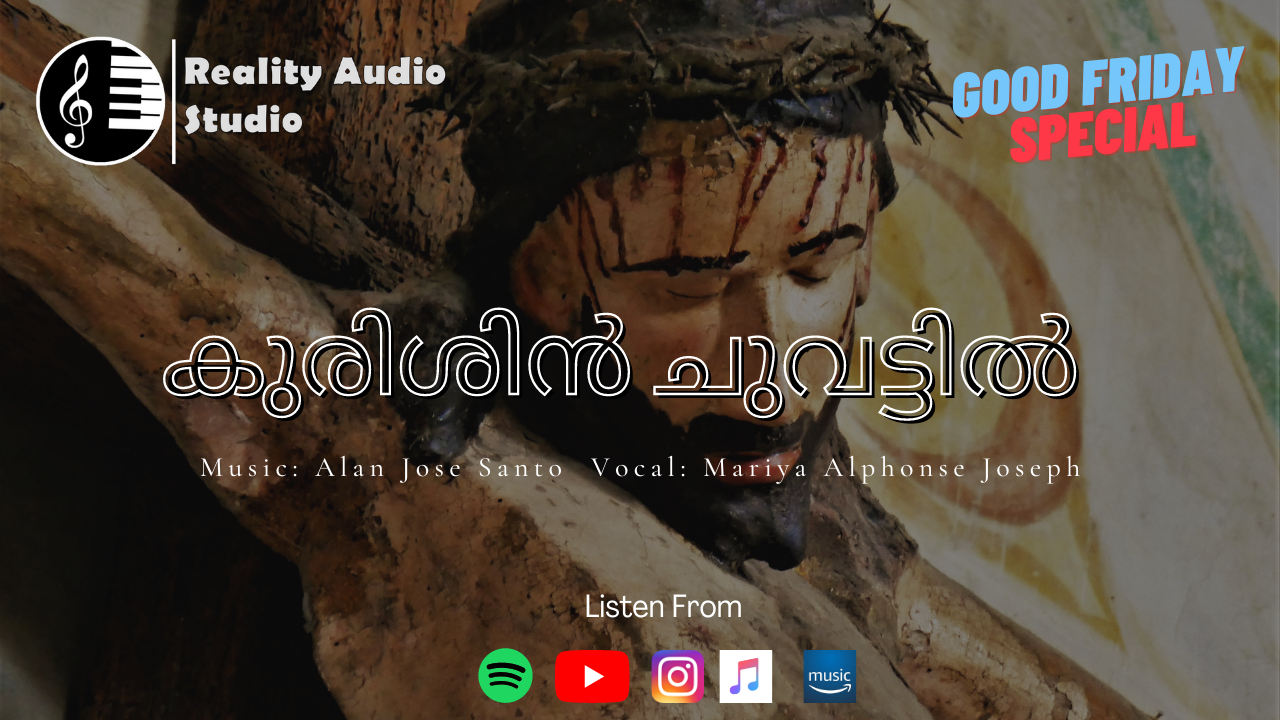 Reality Audio
Studio
GOOD FRIDAY
SPECIAL
കുരിശിൻ ചുവട്ടിൽ
Music: Alan Jose Santo Vocal: Mariya Alphonse Joseph
Listen From
music